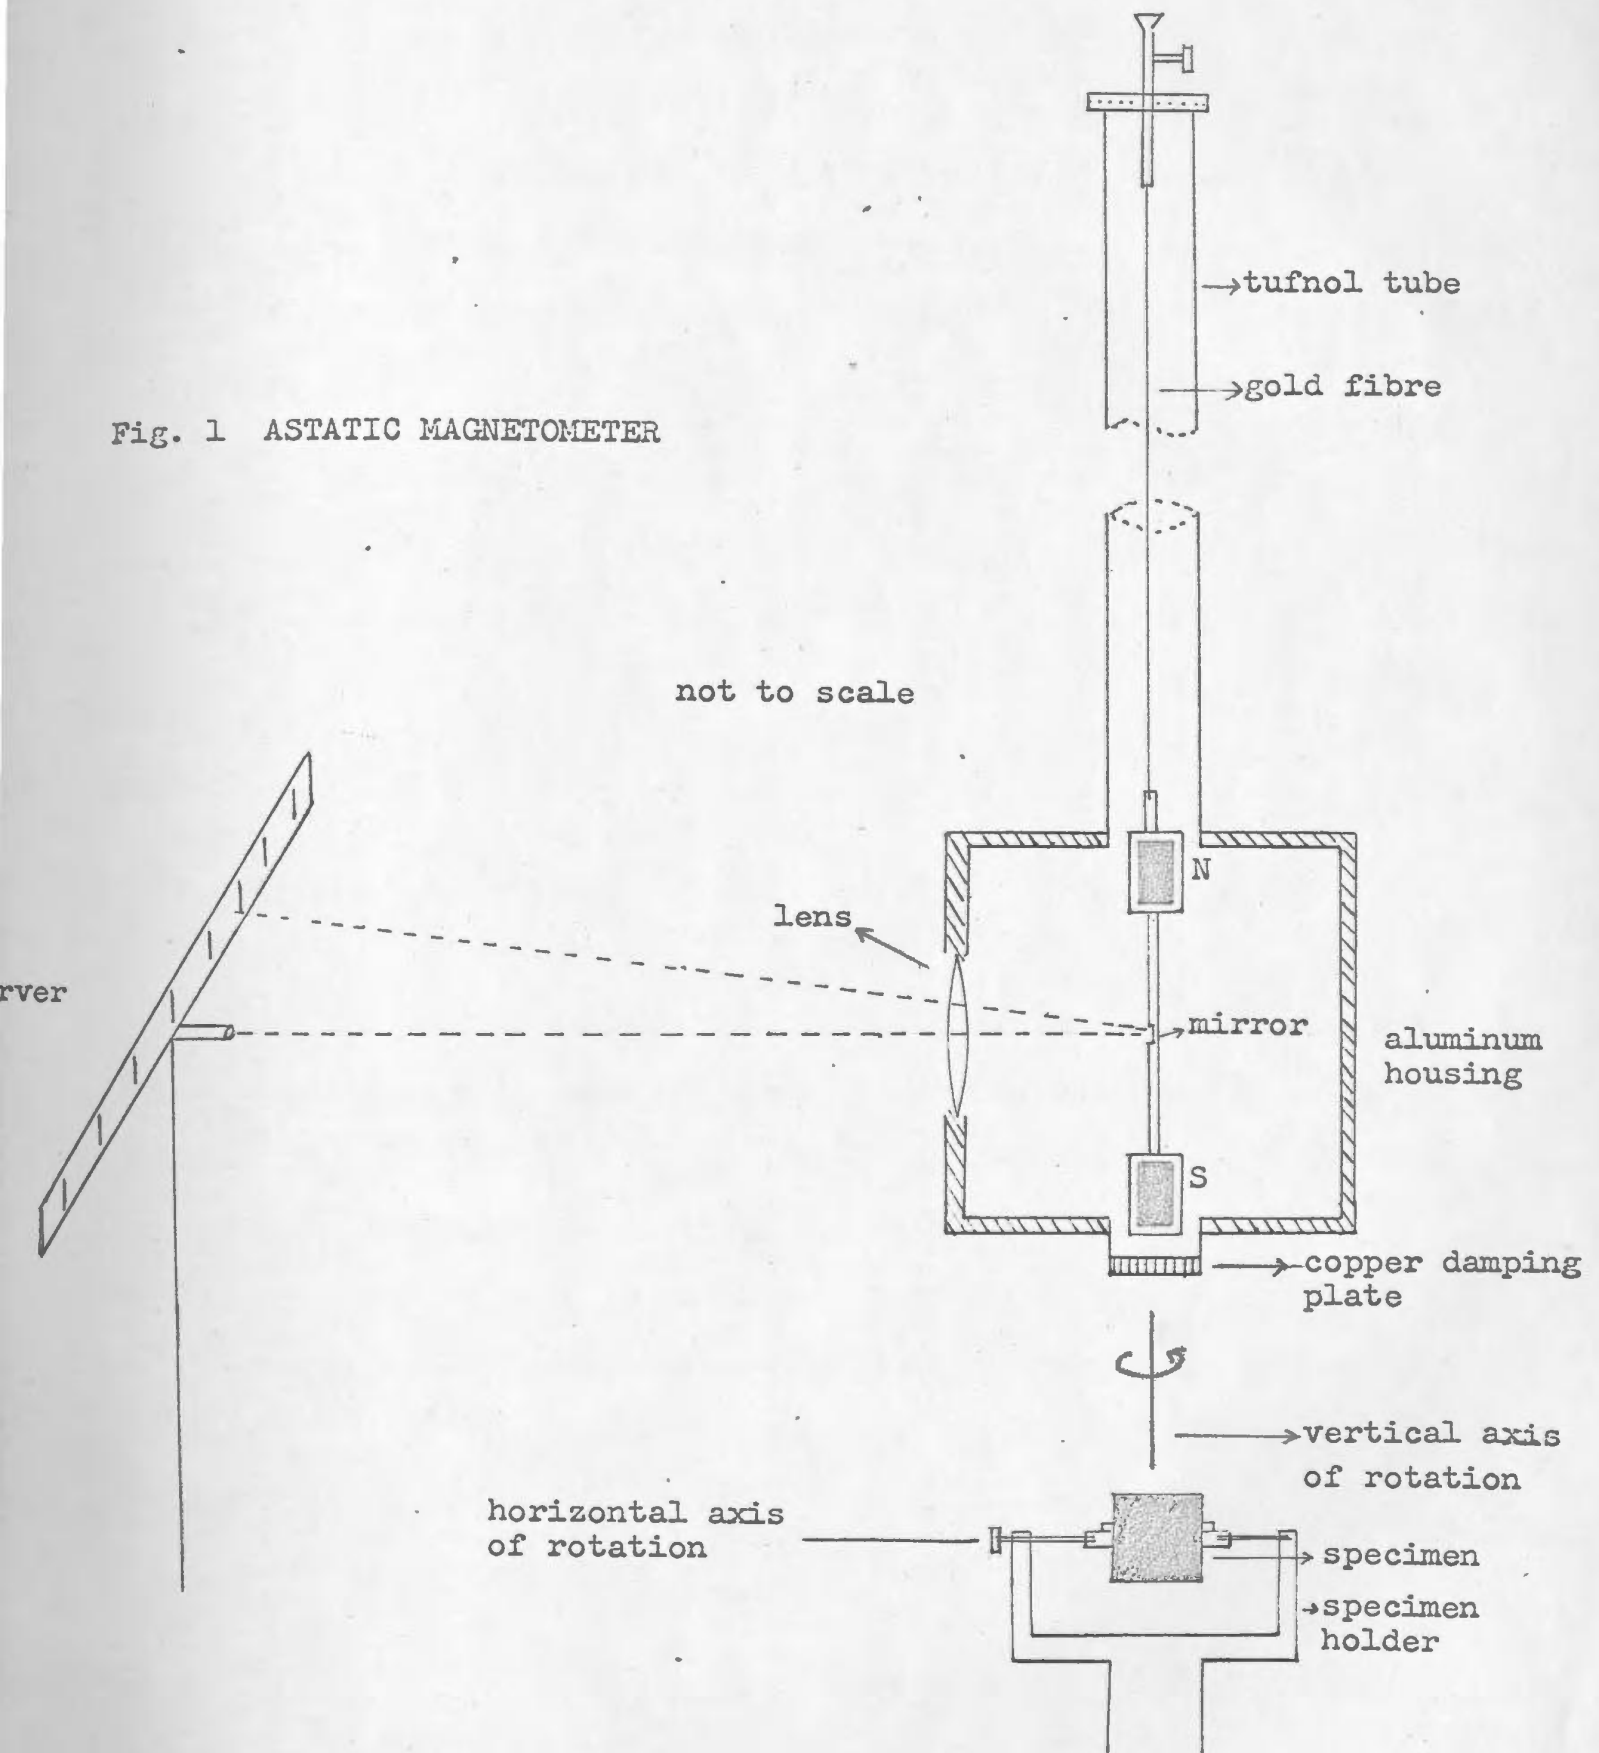 tufnol tube
gold fibre
Fig. 1 ASTATIC MAGNETOMETER
not to scale
N
lens
rver
mirror
aluminum
housing
S
copper damping
plate
vertical axis
of rotation
horizontal axis
of rotation
specimen
specimen
holder